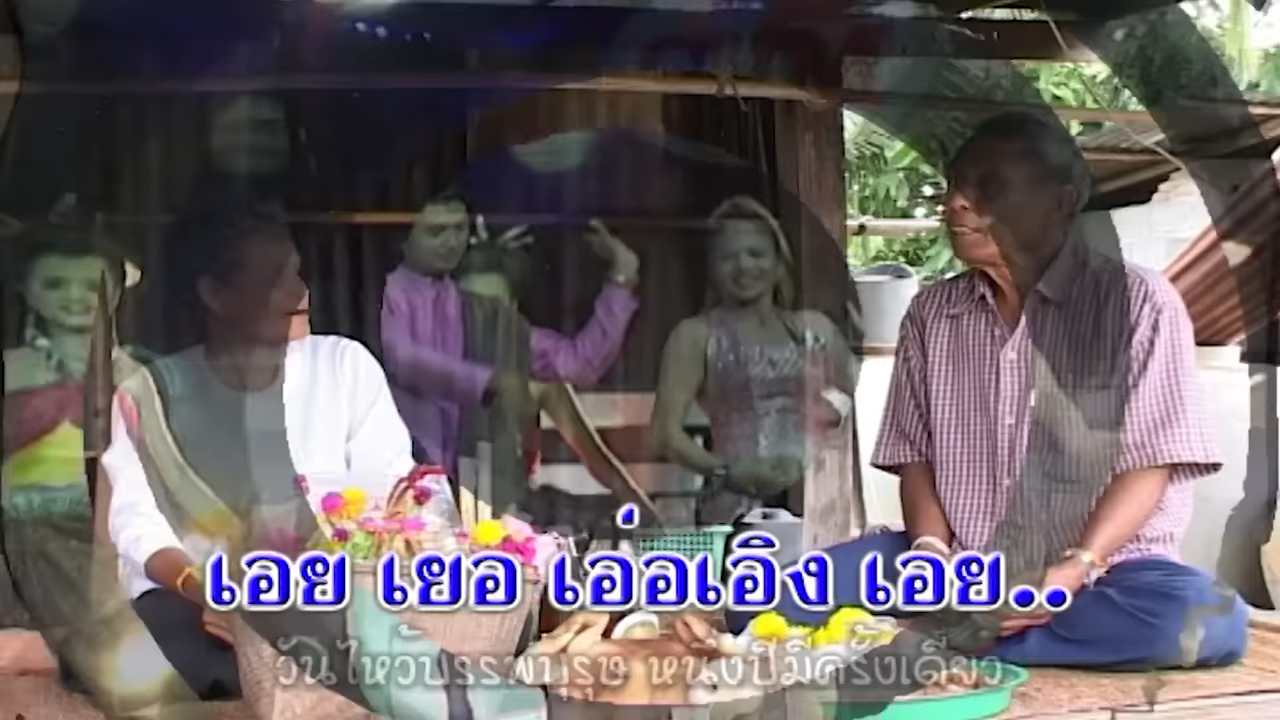 เอย เยอ เอ่อเอิง เอย..
วันไหว้บรรพบุรุษ หนึ่งปีมีครั้งเดียว